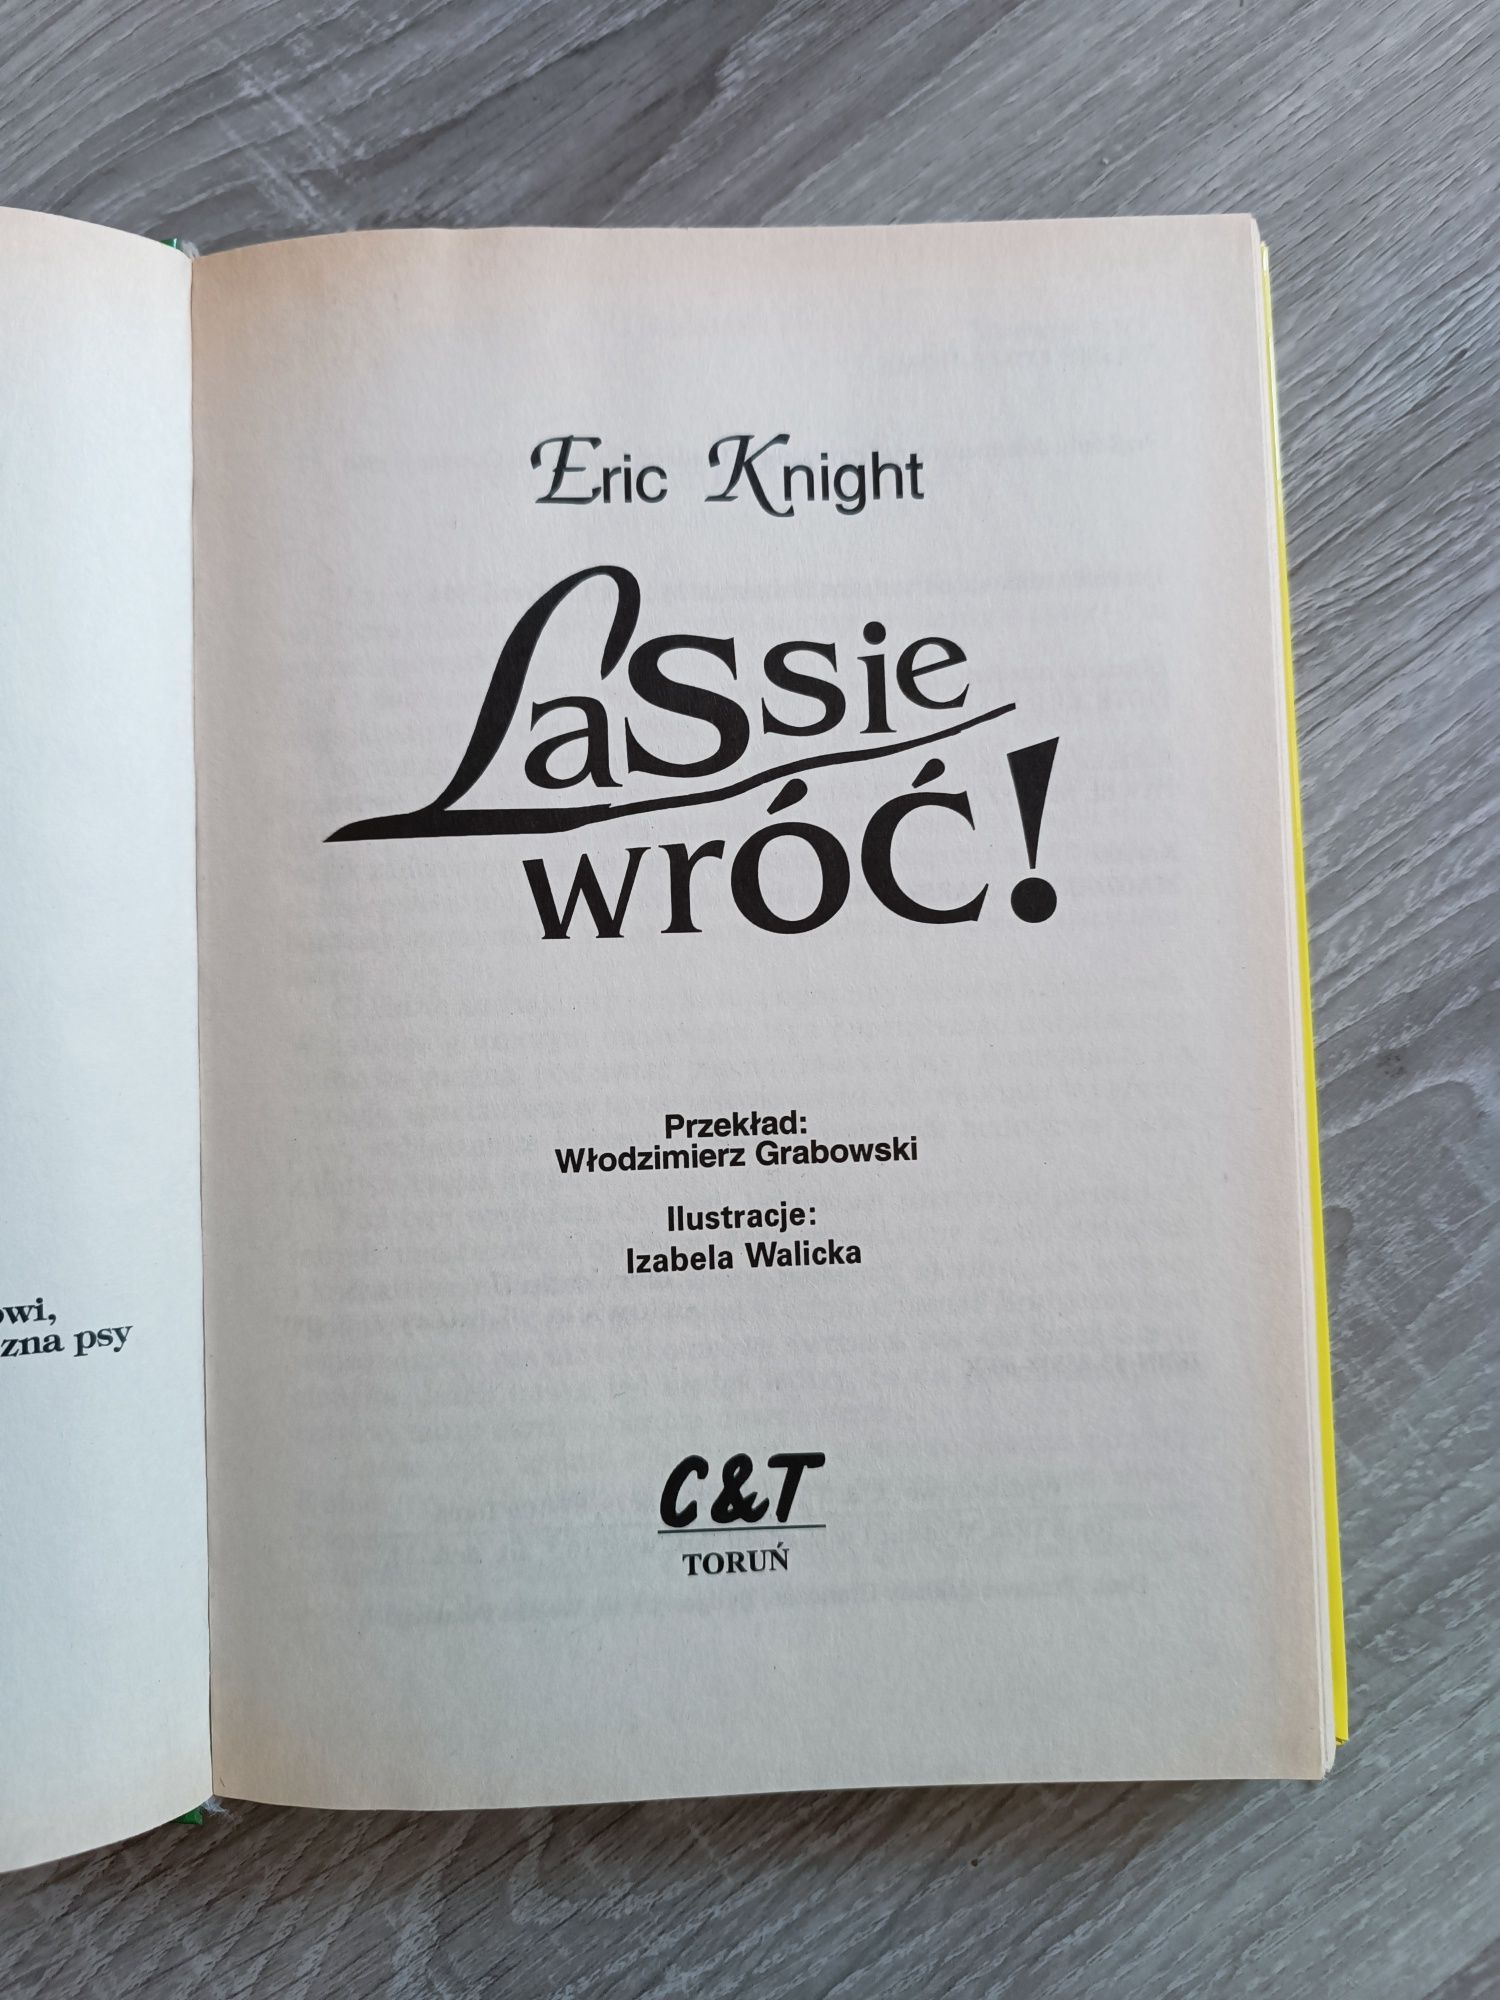 owi,
zna psy
Eric Knight
Lassie
wróć!
Przekład:
Włodzimierz Grabowski
Ilustracje:
Izabela Walicka
C&T
TORUŃ